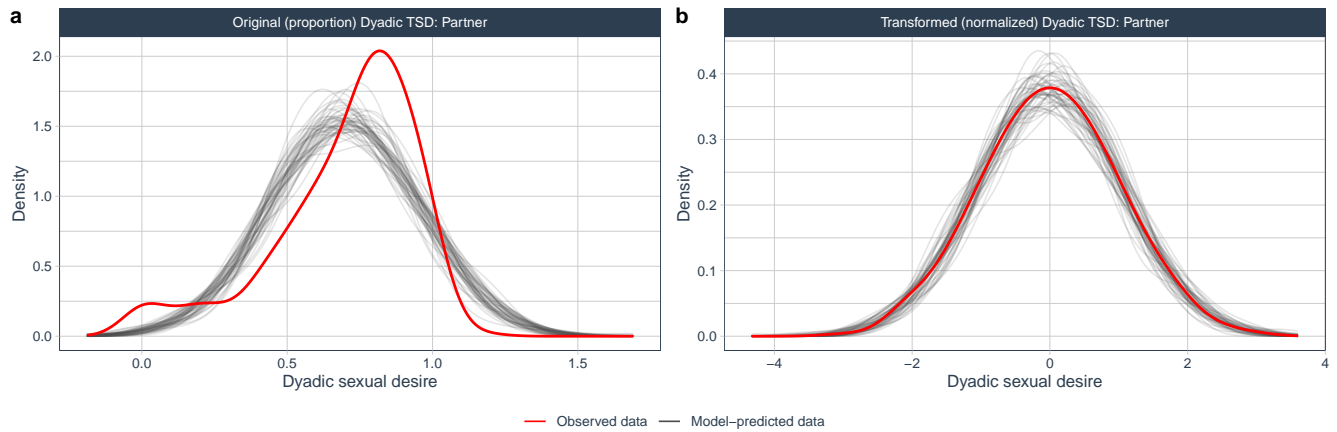 a
Original (proportion) Dyadic TSD: Partner
2.0
1.5
1.0
0.5
0.0
Density
0.0 0.5 1.0 1.5
Dyadic sexual desire
b
Transformed (normalized) Dyadic TSD: Partner
0.4
0.3
0.2
0.1
0.0
Density
−4 −2 0 2 4
Dyadic sexual desire
Observed data Model−predicted data